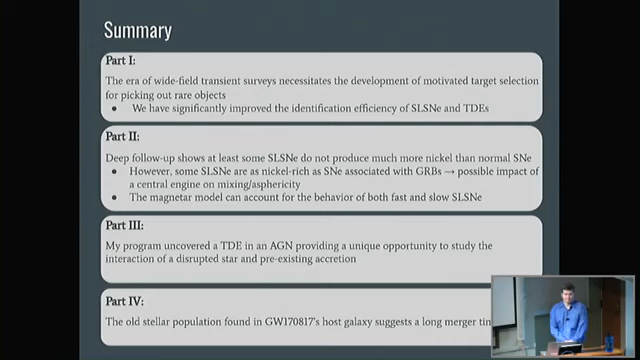 Summary
Part I:
The era of wide-field transient surveys necessitates the development of motivated target selection
for picking out rare objects
● We have significantly improved the identification efficiency of SLSNe and TDEs
Part II:
Deep follow-up shows at least some SLSNe do not produce much more nickel than normal SNe
● However, some SLSNe are as nickel-rich as SNe associated with GRBs → possible impact of
a central engine on mixing/asphericity
● The magnetar model can account for the behavior of both fast and slow SLSNe
Part III:
My program uncovered a TDE in an AGN providing a unique opportunity to study the
interaction of a disrupted star and pre-existing accretion
Part IV:
The old stellar population found in GW170817's host galaxy suggests a long merger